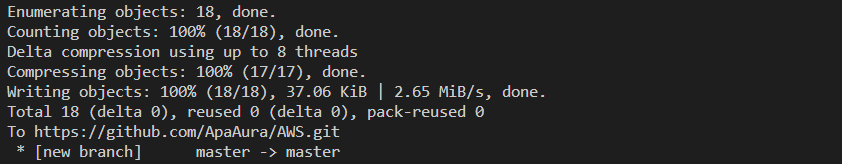 Enumerating objects: 18, done.
Counting objects: 100% (18/18), done.
Delta compression using up to 8 threads
Compressing objects: 100% (17/17), done.
Writing objects: 100% (18/18), 37.06 KiB | 2.65 MiB/s, done.
Total 18 (delta 0), reused 0 (delta 0), pack-reused 0
To https://github.com/ApaAura/AWS.git
 * [new branch]      master -> master